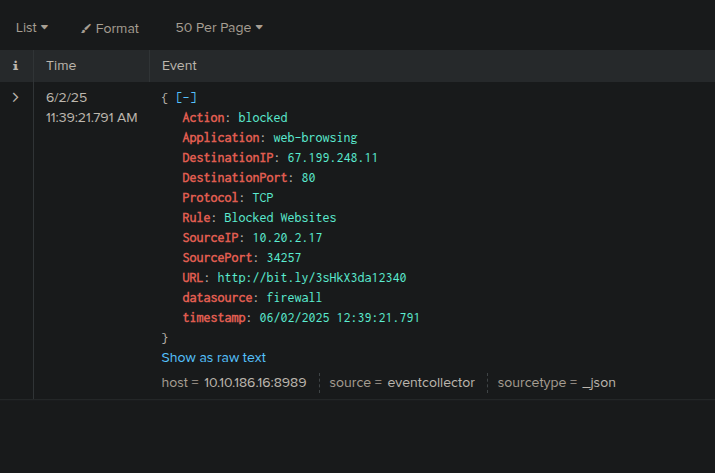 List Format 50 Per Page
i Time Event
6/2/25 { [-]
11:39:21.791 AM Action: blocked
Application: web-browsing
DestinationIP: 67.199.248.11
DestinationPort: 80
Protocol: TCP
Rule: Blocked Websites
SourceIP: 10.20.2.17
SourcePort: 34257
URL: http://bit.ly/3sHkX3da12340
datasource: firewall
timestamp: 06/02/2025 12:39:21.791
}
Show as raw text
host = 10.10.186.16:8989 source = eventcollector sourcetype = _json